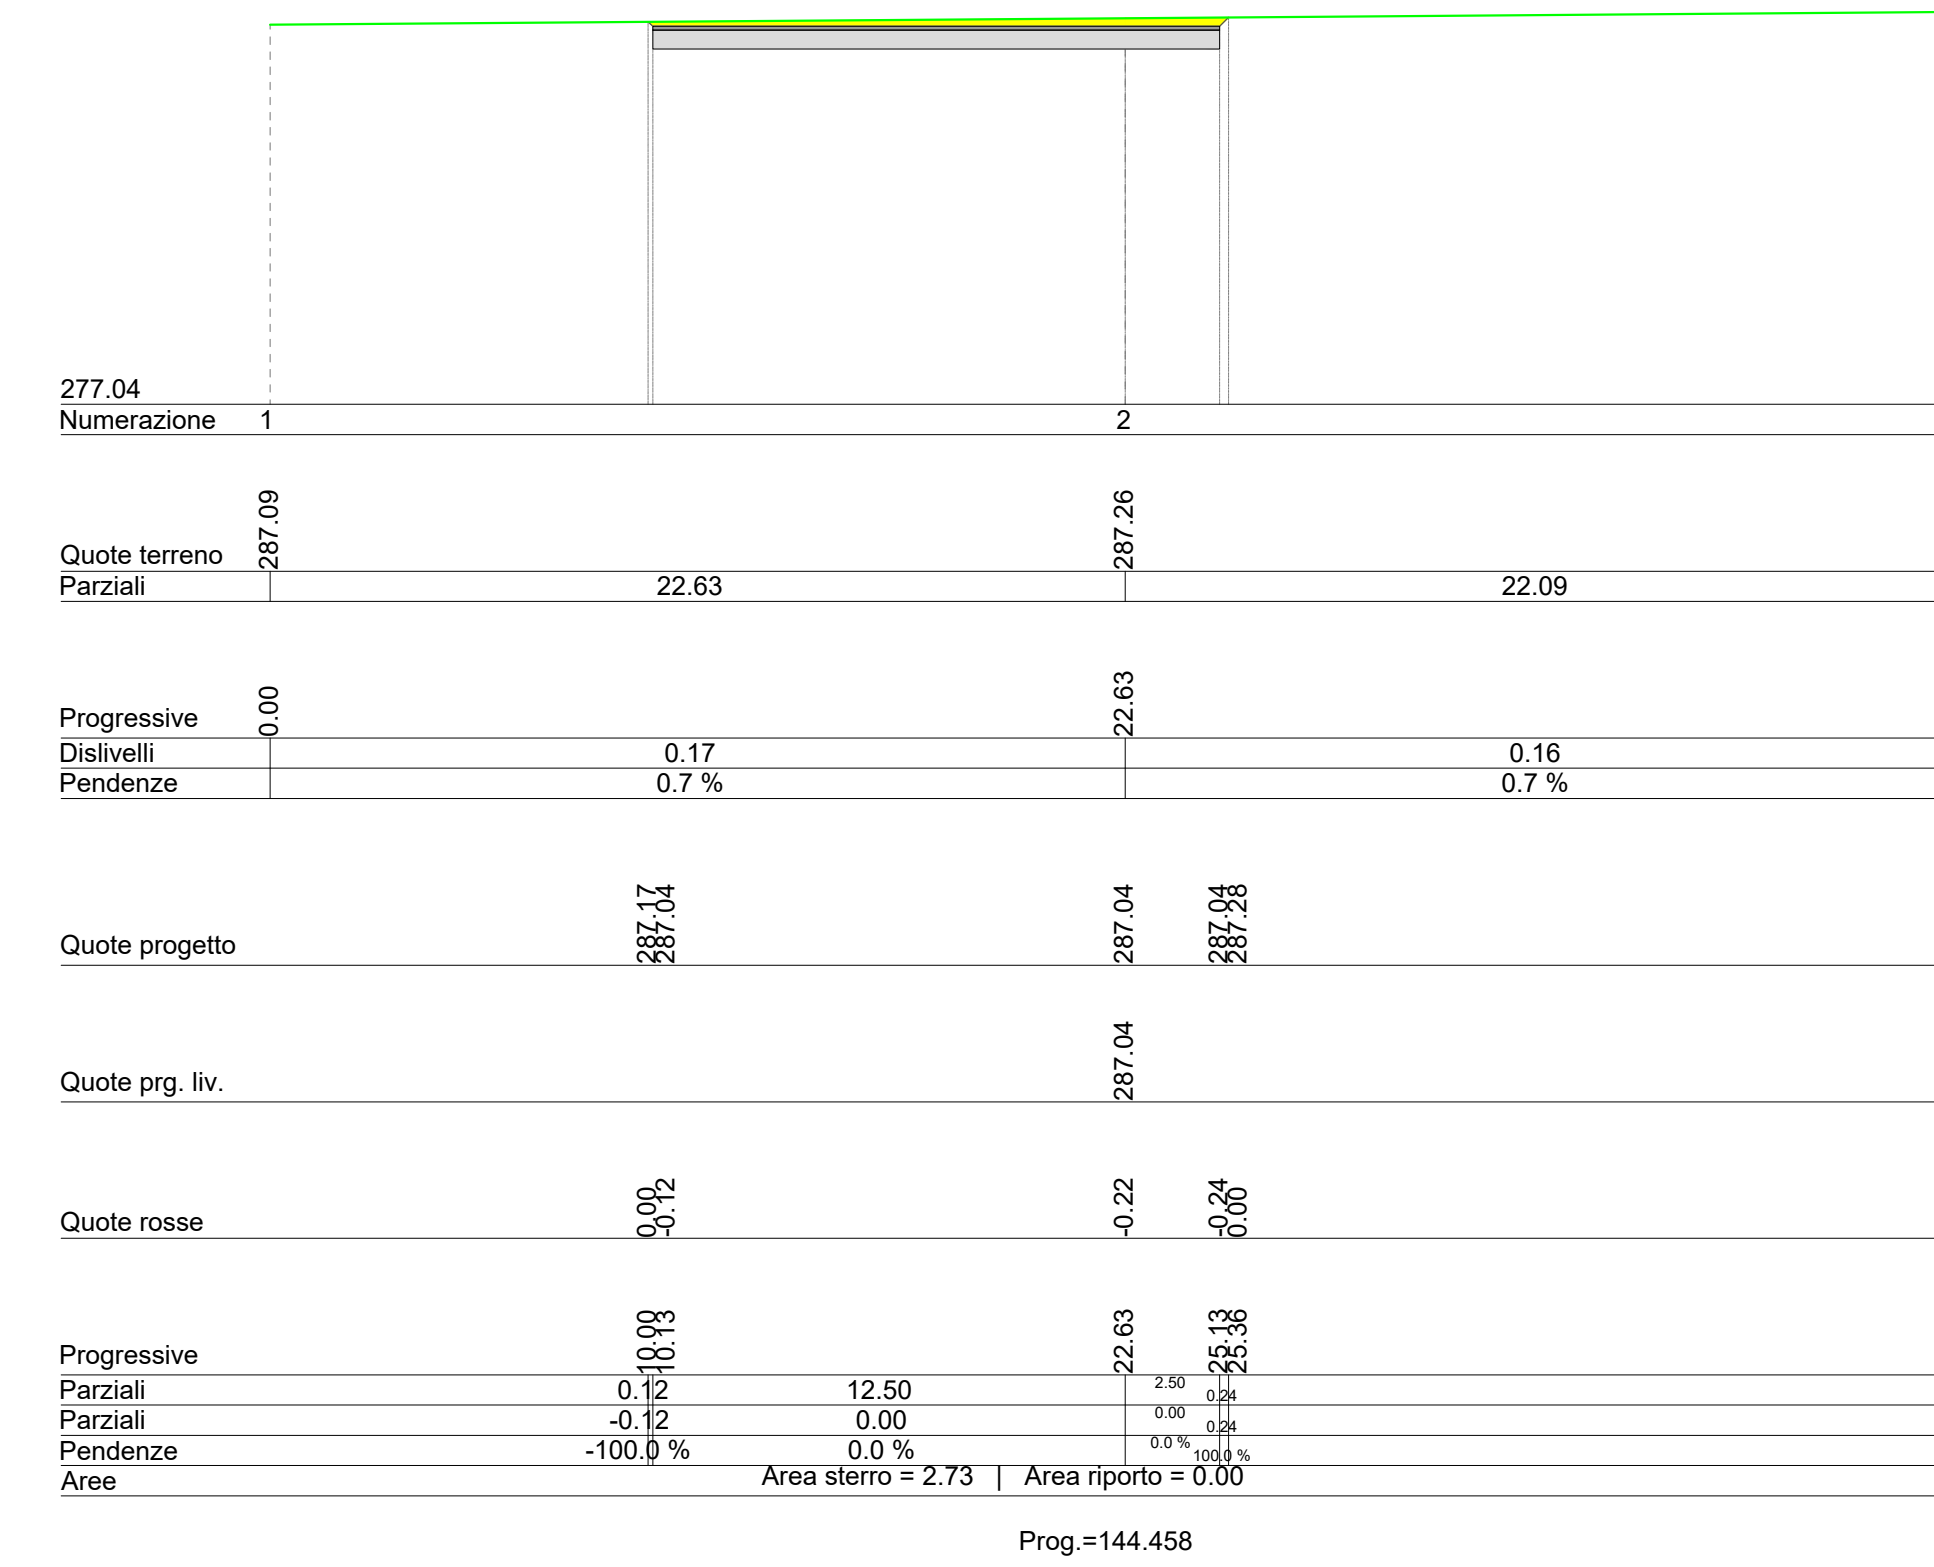 277.04
Numerazione 1 2
Quote terreno 287.09 287.26
Parziali 22.63 22.09
Progressive 0.00 22.63
Dislivelli 0.17 0.16
Pendenze 0.7 % 0.7 %
Quote progetto 287.17 287.04 287.04 287.04 287.28
Quote prg. liv. 287.04
Quote rosse 0.00 -0.12 -0.22 -0.24 0.00
Progressive 10.00 10.13 22.63 25.13 25.36
Parziali 0.12 12.50 2.50 0.24
Parziali -0.12 0.00 0.00 0.24
Pendenze -100.0 % 0.0 % 0.0 % 100.0 %
Aree Area sterro = 2.73 | Area riporto = 0.00
Prog.=144.458